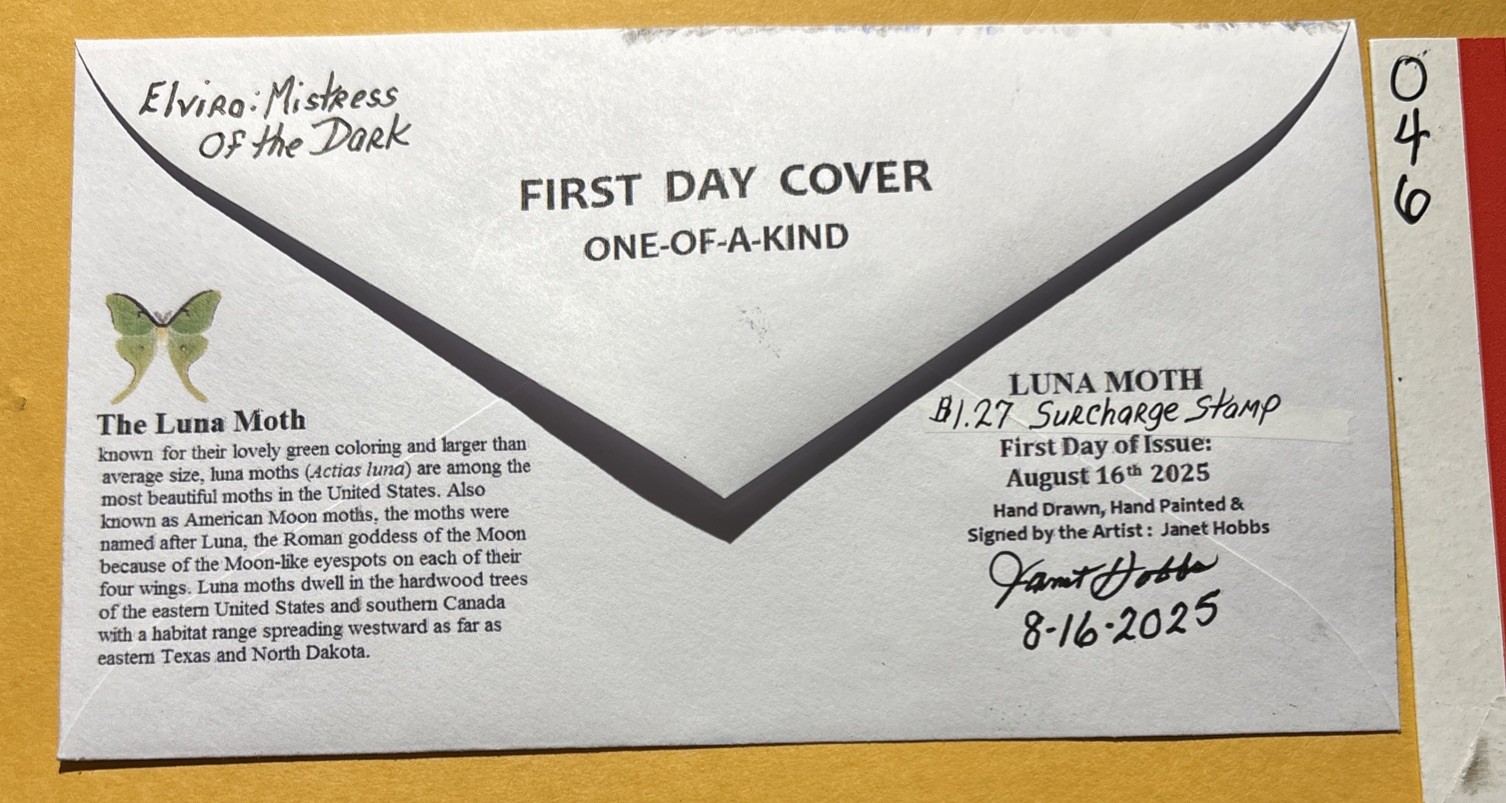 Elvira: Mistress
Of the Dark
FIRST DAY COVER
ONE-OF-A-KIND
The Luna Moth
known for their lovely green coloring and larger than
average size, luna moths (Actias luna) are among the
most beautiful moths in the United States. Also
known as American Moon moths, the moths were
named after Luna, the Roman goddess of the Moon
because of the Moon-like eyespots on each of their
four wings. Luna moths dwell in the hardwood trees
of the eastern United States and southern Canada
with a habitat range spreading westward as far as
eastern Texas and North Dakota.
LUNA MOTH
$1.27 Surcharge Stamp
First Day of Issue:
August 16th 2025
Hand Drawn, Hand Painted &
Signed by the Artist : Janet Hobbs
Janet Hobbs
8-16-2025
0
4
6